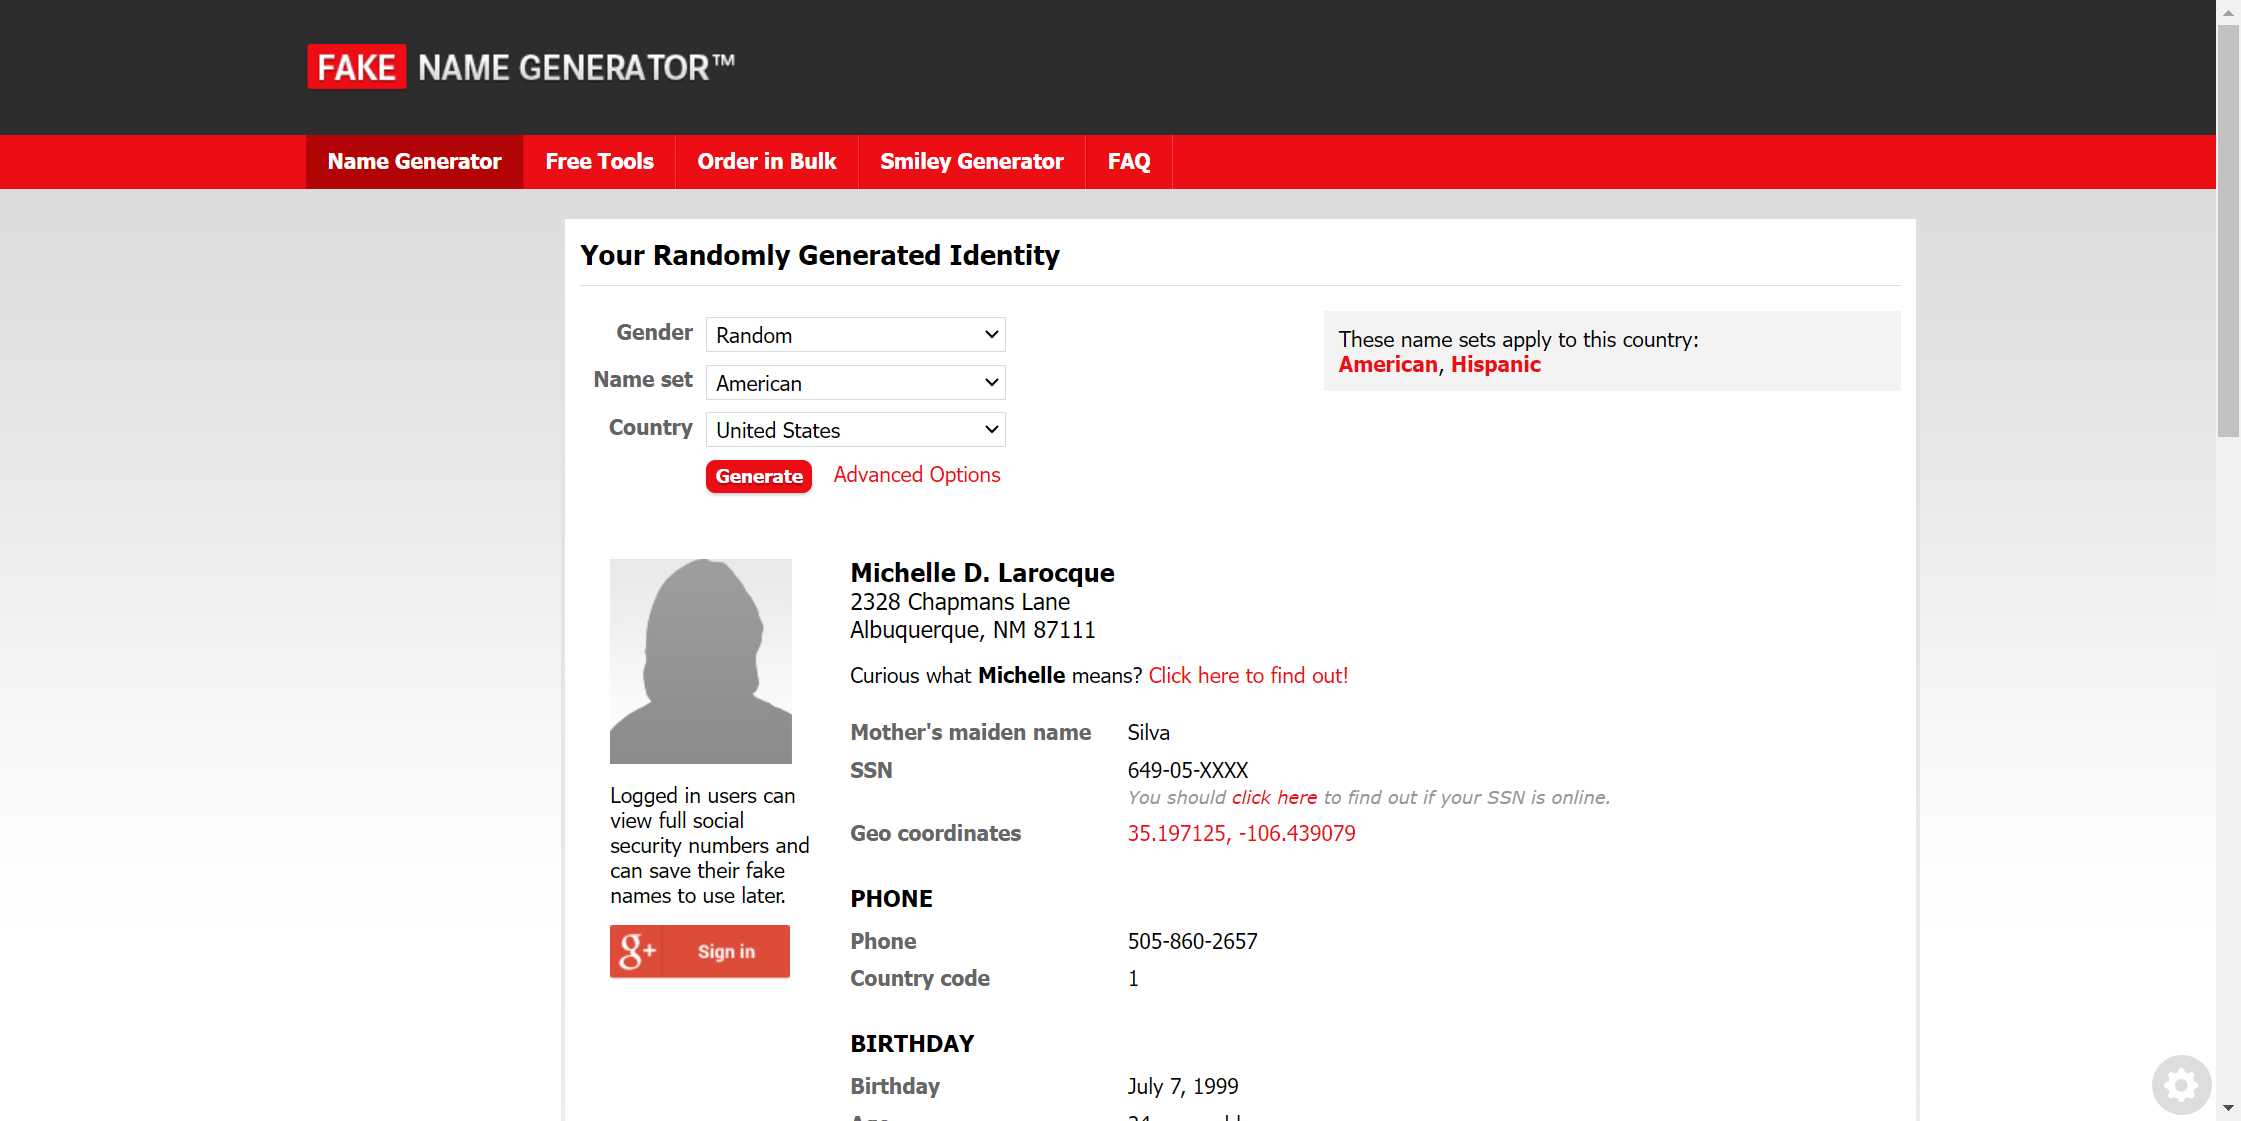 FAKE NAME GENERATOR™
Name Generator Free Tools Order in Bulk Smiley Generator FAQ
Your Randomly Generated Identity
Gender Random
Name set American
Country United States
Generate Advanced Options
These name sets apply to this country:
American, Hispanic
Michelle D. Larocque
2328 Chapmans Lane
Albuquerque, NM 87111
Curious what Michelle means? Click here to find out!
Mother's maiden name Silva
SSN 649-05-XXXX
You should click here to find out if your SSN is online.
Geo coordinates 35.197125, -106.439079
Logged in users can
view full social
security numbers and
can save their fake
names to use later.
g+ Sign in
PHONE
Phone 505-860-2657
Country code 1
BIRTHDAY
Birthday July 7, 1999